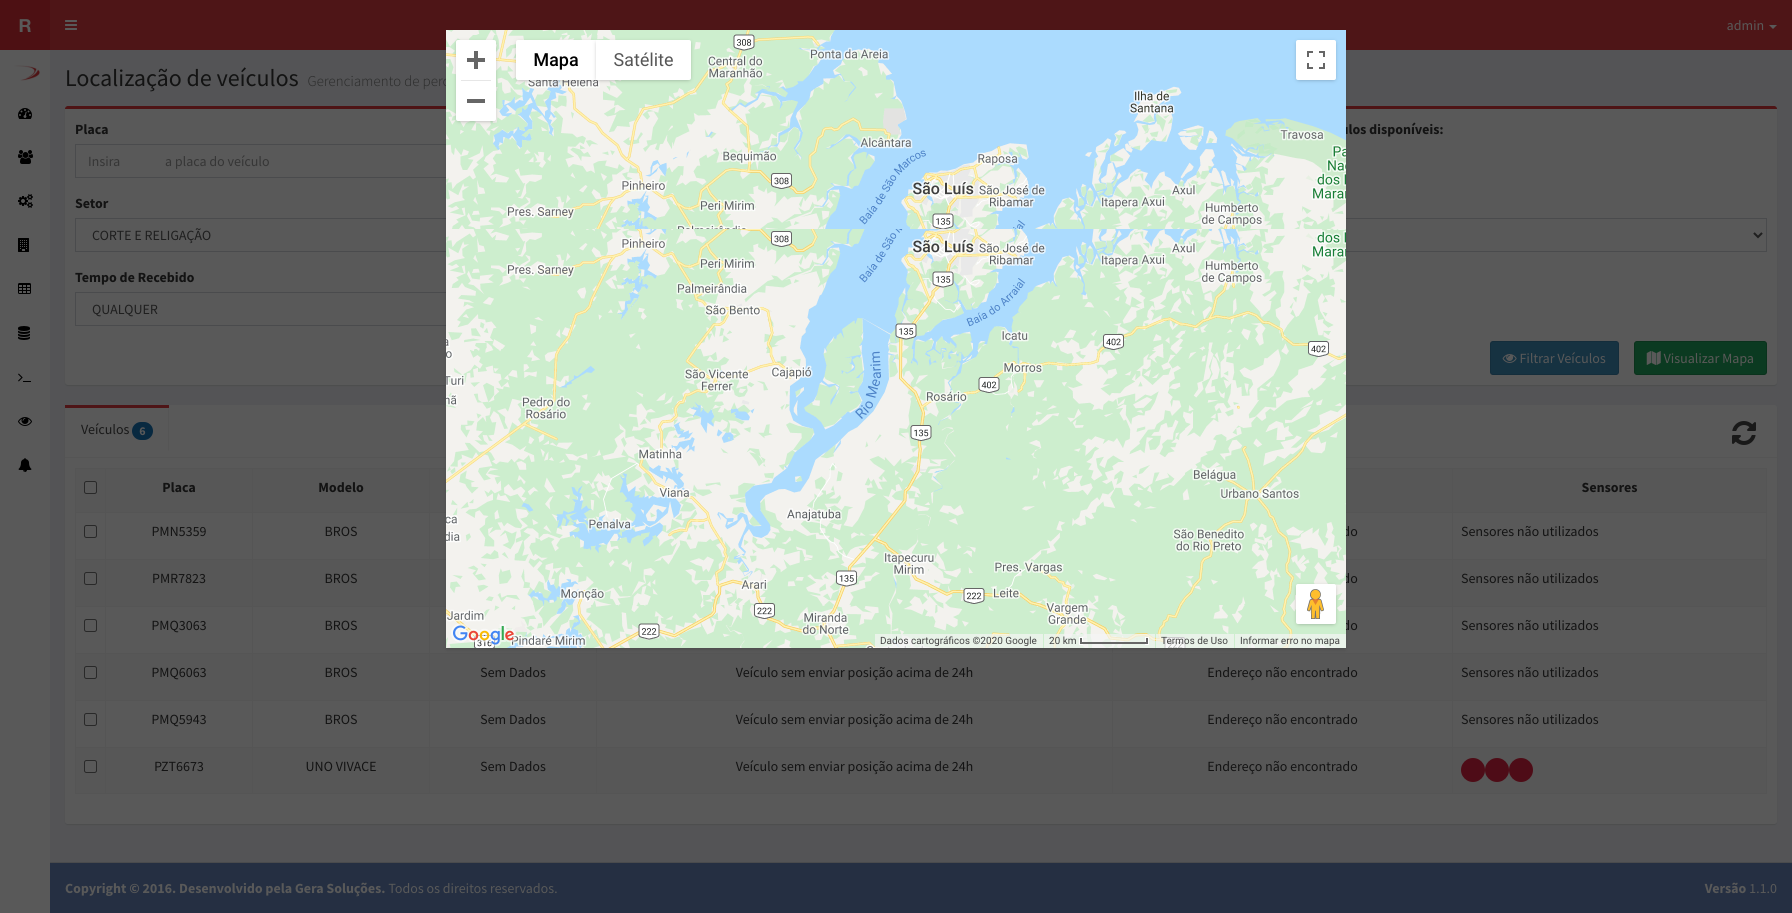 R
admin
Localização de veículos Gerenciamento de perc
Placa
Insira a placa do veículo
Setor
CORTE E RELIGAÇÃO
Tempo de Recebido
QUALQUER
los disponíveis:
Filtrar Veículos
Visualizar Mapa
Mapa
Satélite
308
Ponta da Areia
Central do
Maranhão
Santa Helena
Ilha de
Santana
Travosa
Alcântara
Bequimão
Raposa
Baía de São Marcos
Pinheiro
308
São Luís
São José de
Ribamar
Axul
Itapera Axui
Humberto
de Campos
Pres. Sarney
Peri Mirim
135
Palmeirândia
Pinheiro
308
São Luís
São José de
Ribamar
Axul
Itapera Axui
Humberto
de Campos
Pres. Sarney
Peri Mirim
135
Palmeirândia
Baía do Arraial
São Bento
135
Icatu
402
402
São Vicente
Ferrer
Cajapió
Rio Mearim
Morros
402
Turi
Pedro do
Rosário
Rosário
135
Matinha
Belágua
Viana
Urbano Santos
Penalva
Anajatuba
São Benedito
do Rio Preto
Itapecuru
Mirim
Pres. Vargas
Arari
135
222
Leite
Monção
222
Vargem
Grande
Jardim
Miranda
do Norte
222
Pindaré Mirim
316
Google
Dados cartográficos ©2020 Google
20 km
Termos de Uso
Informar erro no mapa
Veículos 6
Placa Modelo Sensores
PMN5359 BROS Sensores não utilizados
PMR7823 BROS Sensores não utilizados
PMQ3063 BROS Sensores não utilizados
PMQ6063 BROS Sem Dados Veículo sem enviar posição acima de 24h Endereço não encontrado Sensores não utilizados
PMQ5943 BROS Sem Dados Veículo sem enviar posição acima de 24h Endereço não encontrado Sensores não utilizados
PZT6673 UNO VIVACE Sem Dados Veículo sem enviar posição acima de 24h Endereço não encontrado
Copyright © 2016. Desenvolvido pela Gera Soluções. Todos os direitos reservados.
Versão 1.1.0